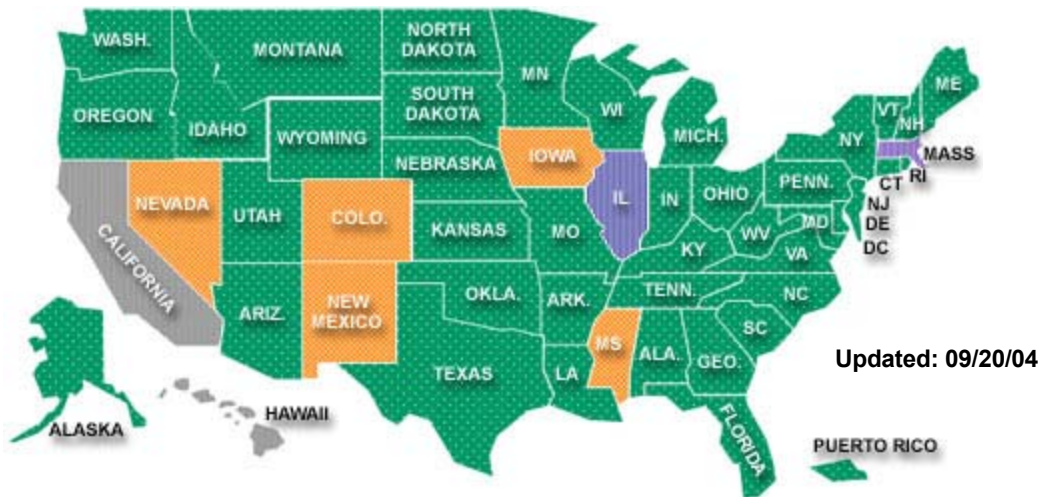 WASH.
MONTANA
NORTH
DAKOTA
MN
ME
OREGON
IDAHO
SOUTH
DAKOTA
WI
VT
NH
WYOMING
MICH.
NY
MASS
NEBRASKA
IOWA
PENN.
CT
RI
NEVADA
UTAH
COLO.
IL
IN
OHIO
NJ
CALIFORNIA
KANSAS
MO
WV
MD
DE
KY
VA
DC
ARIZ.
NEW
MEXICO
OKLA.
ARK.
TENN.
NC
MS
ALA.
GEO.
SC
TEXAS
LA
Updated: 09/20/04
HAWAII
ALASKA
FLORIDA
PUERTO RICO